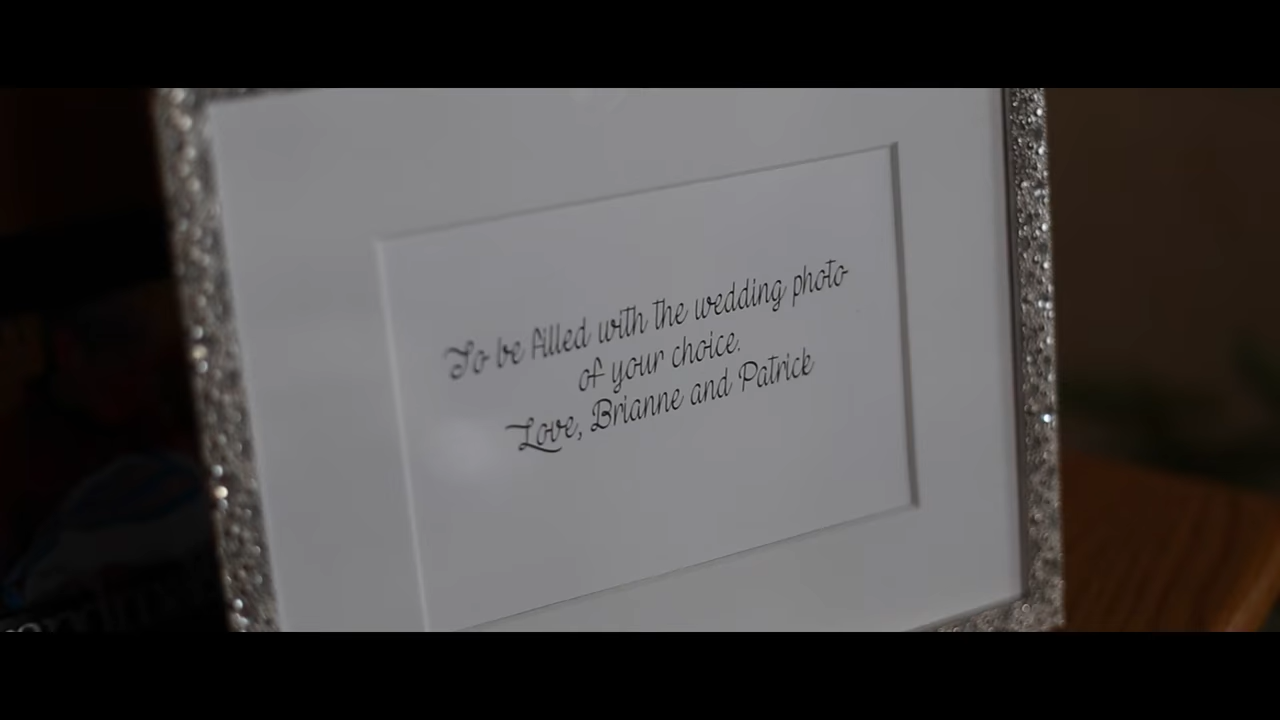 To be filled with the wedding photo
of your choice.
Love, Brianne and Patrick